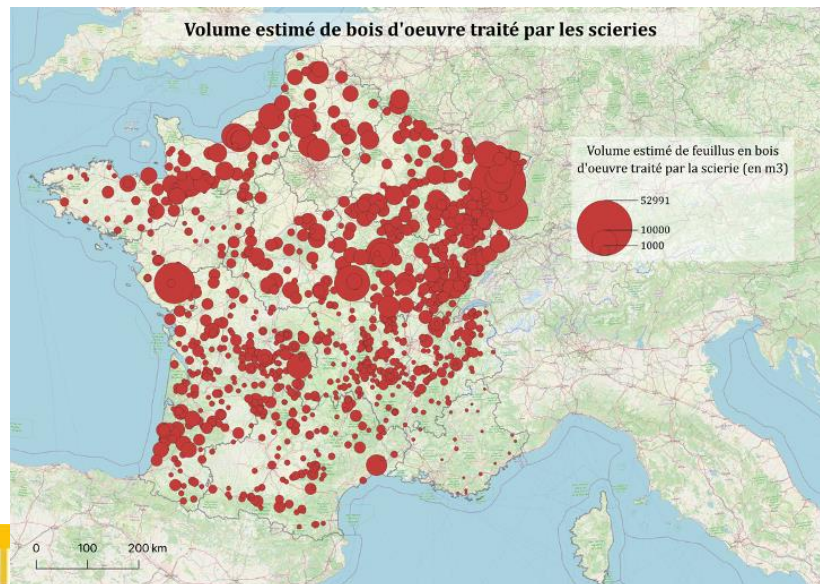 Volume estimé de bois d'oeuvre traité par les scieries
Volume estimé de feuillus en bois
d'oeuvre traité par la scierie (en m3)
52991
10000
1000
0 100 200 km